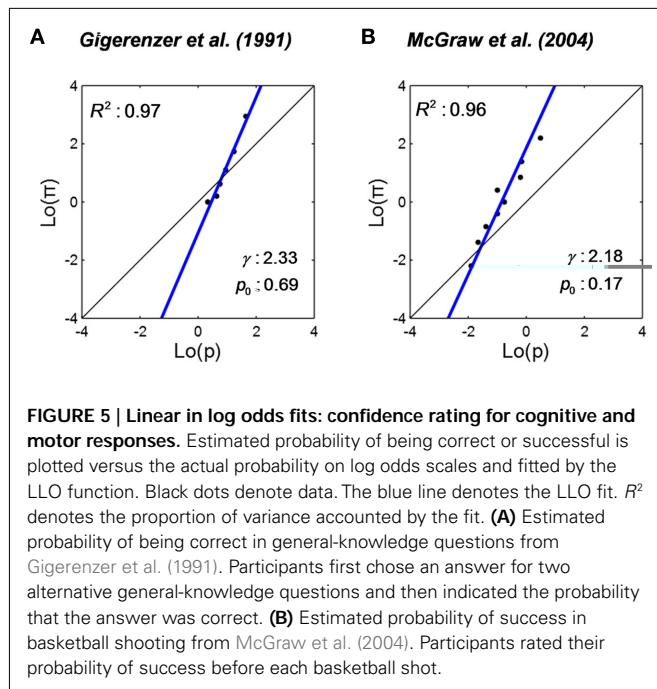 A Gigerenzer et al. (1991)
B McGraw et al. (2004)
4
2
0
-2
-4
Lo(π)
R² : 0.97
γ : 2.33
p₀ : 0.69
-4 -2 0 2 4
Lo(p)
4
2
0
-2
-4
Lo(π)
R² : 0.96
γ : 2.18
p₀ : 0.17
-4 -2 0 2 4
Lo(p)
FIGURE 5 | Linear in log odds fits: confidence rating for cognitive and
motor responses. Estimated probability of being correct or successful is
plotted versus the actual probability on log odds scales and fitted by the
LLO function. Black dots denote data. The blue line denotes the LLO fit. R²
denotes the proportion of variance accounted by the fit. (A) Estimated
probability of being correct in general-knowledge questions from
Gigerenzer et al. (1991). Participants first chose an answer for two
alternative general-knowledge questions and then indicated the probability
that the answer was correct. (B) Estimated probability of success in
basketball shooting from McGraw et al. (2004). Participants rated their
probability of success before each basketball shot.